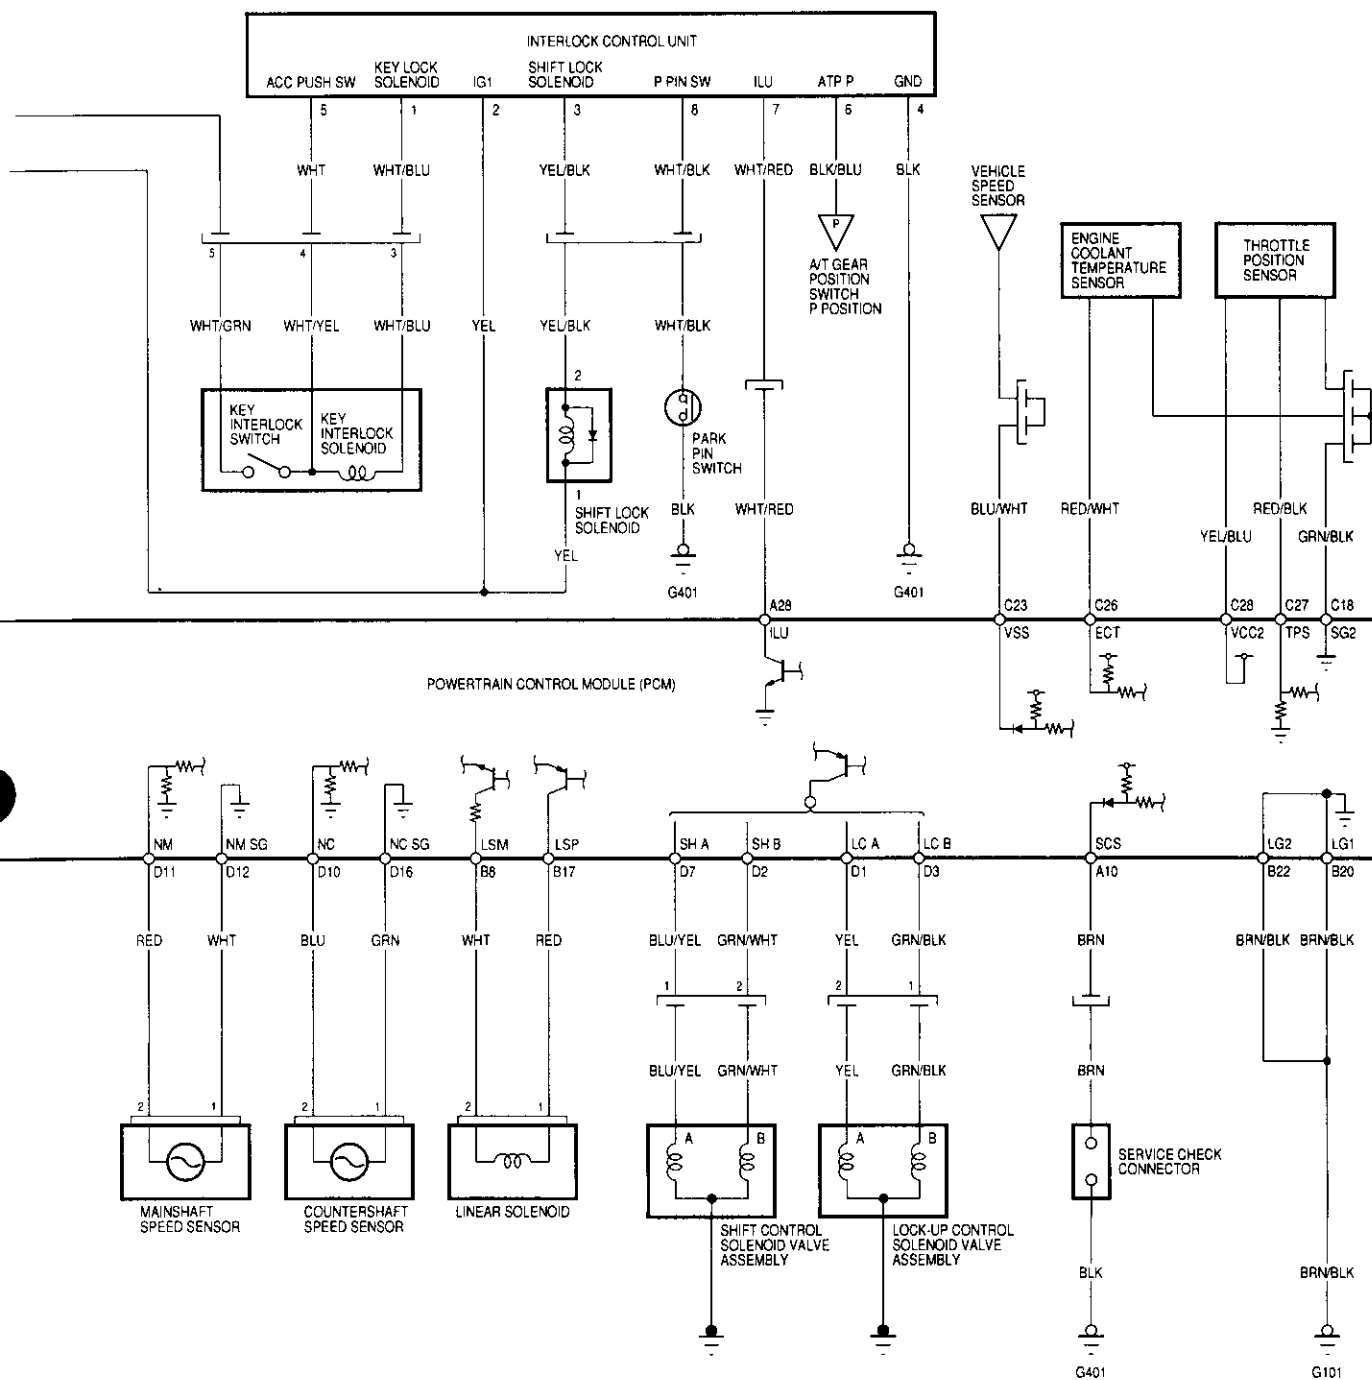 INTERLOCK CONTROL UNIT
ACC PUSH SW
KEY LOCK
SOLENOID
IG1
SHIFT LOCK
SOLENOID
P PIN SW
ILU
ATP P
GND
5 1 2 3 8 7 6 4
WHT WHT/BLU YEL/BLK WHT/BLK WHT/RED BLK/BLU BLK
VEHICLE
SPEED
SENSOR
P
5 4 3
A/T GEAR
POSITION
SWITCH
P POSITION
ENGINE
COOLANT
TEMPERATURE
SENSOR
THROTTLE
POSITION
SENSOR
WHT/GRN WHT/YEL WHT/BLU YEL YEL/BLK WHT/BLK
2
KEY
INTERLOCK
SWITCH
KEY
INTERLOCK
SOLENOID
PARK
PIN
SWITCH
1
SHIFT LOCK
SOLENOID
BLK WHT/RED BLU/WHT RED/WHT RED/BLK
YEL/BLU GRN/BLK
YEL
G401 G401
A28 C23 C26 C28 C27 C18
ILU VSS ECT VCC2 TPS SG2
POWERTRAIN CONTROL MODULE (PCM)
NM NM SG NC NC SG LSM LSP SH A SH B LC A LC B SCS LG2 LG1
D11 D12 D10 D16 B8 B17 D7 D2 D1 D3 A10 B22 B20
RED WHT BLU GRN WHT RED BLU/YEL GRN/WHT YEL GRN/BLK BRN BRN/BLK BRN/BLK
1 2 2 1
BLU/YEL GRN/WHT YEL GRN/BLK BRN
2 1 2 1 2 1
A B A B
SERVICE CHECK
CONNECTOR
MAINSHAFT
SPEED SENSOR
COUNTERSHAFT
SPEED SENSOR
LINEAR SOLENOID
SHIFT CONTROL
SOLENOID VALVE
ASSEMBLY
LOCK-UP CONTROL
SOLENOID VALVE
ASSEMBLY
BLK BRN/BLK
G401 G101